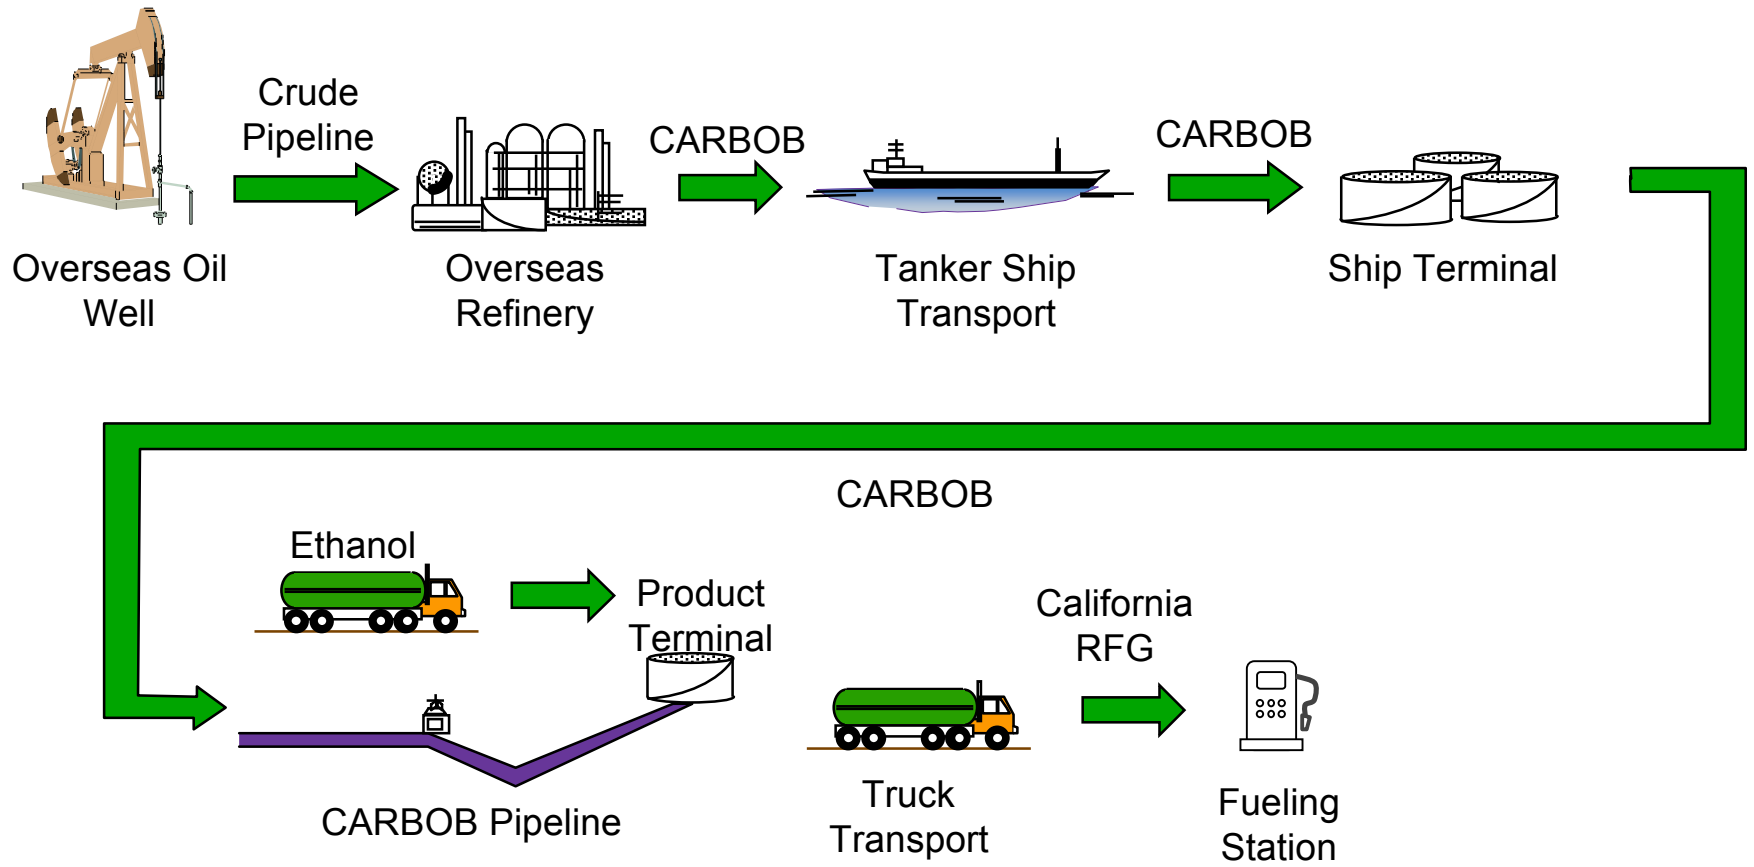 Crude
Pipeline
CARBOB
CARBOB
Overseas Oil
Well
Overseas
Refinery
Tanker Ship
Transport
Ship Terminal
CARBOB
Ethanol
Product
Terminal
California
RFG
CARBOB Pipeline
Truck
Transport
Fueling
Station